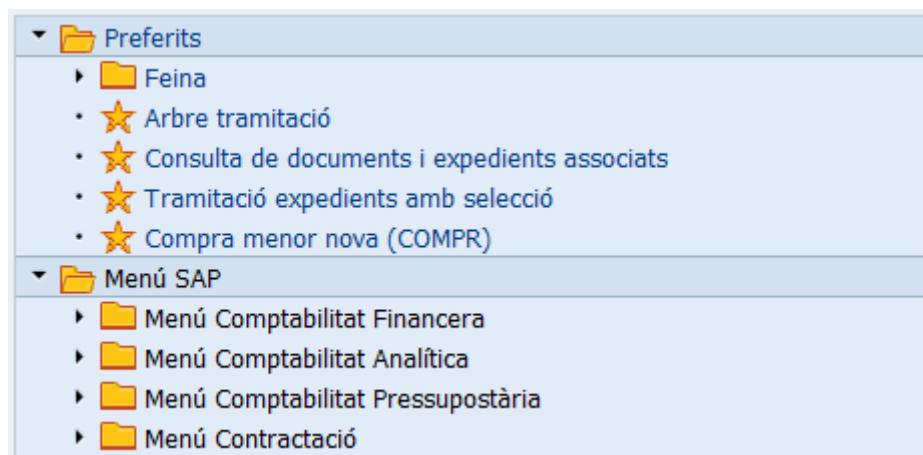 Preferits
Feina
Arbre tramitació
Consulta de documents i expedients associats
Tramitació expedients amb selecció
Compra menor nova (COMPR)
Menú SAP
Menú Comptabilitat Financera
Menú Comptabilitat Analítica
Menú Comptabilitat Pressupostària
Menú Contractació